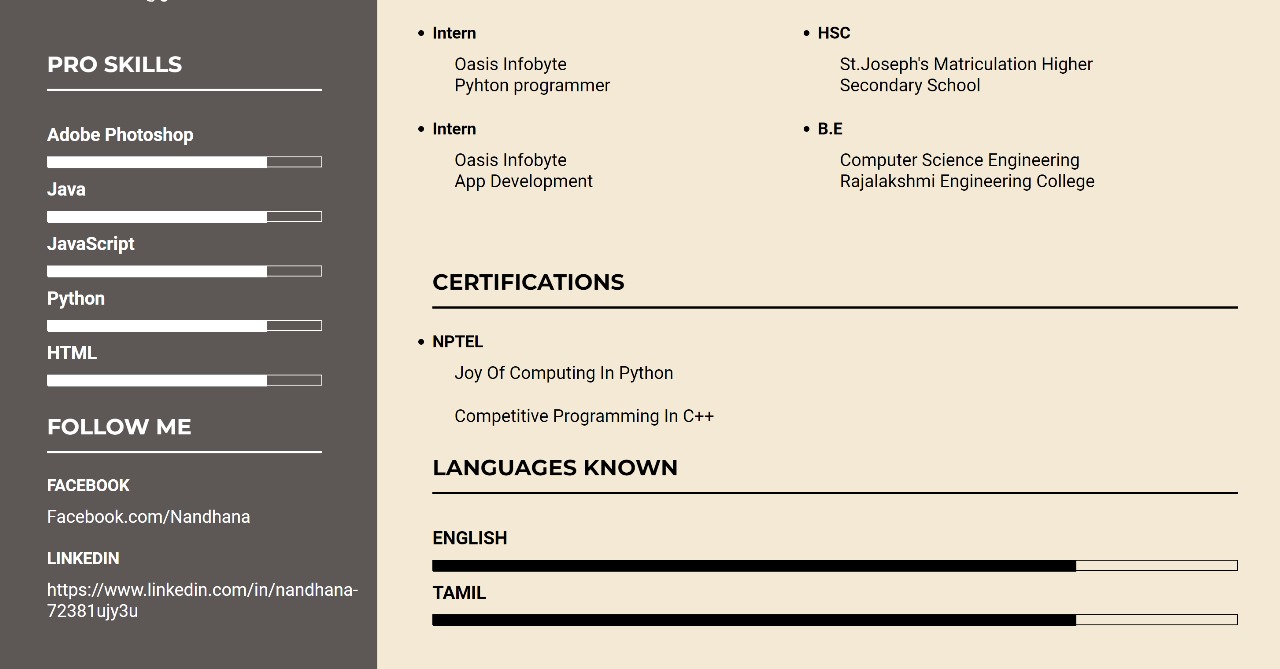 PRO SKILLS
Adobe Photoshop
Java
JavaScript
Python
HTML
FOLLOW ME
FACEBOOK
Facebook.com/Nandhana
LINKEDIN
https://www.linkedin.com/in/nandhana-
72381ujy3u
Intern
Oasis Infobyte
Pyhton programmer
Intern
Oasis Infobyte
App Development
HSC
St.Joseph's Matriculation Higher
Secondary School
B.E
Computer Science Engineering
Rajalakshmi Engineering College
CERTIFICATIONS
NPTEL
Joy Of Computing In Python
Competitive Programming In C++
LANGUAGES KNOWN
ENGLISH
TAMIL